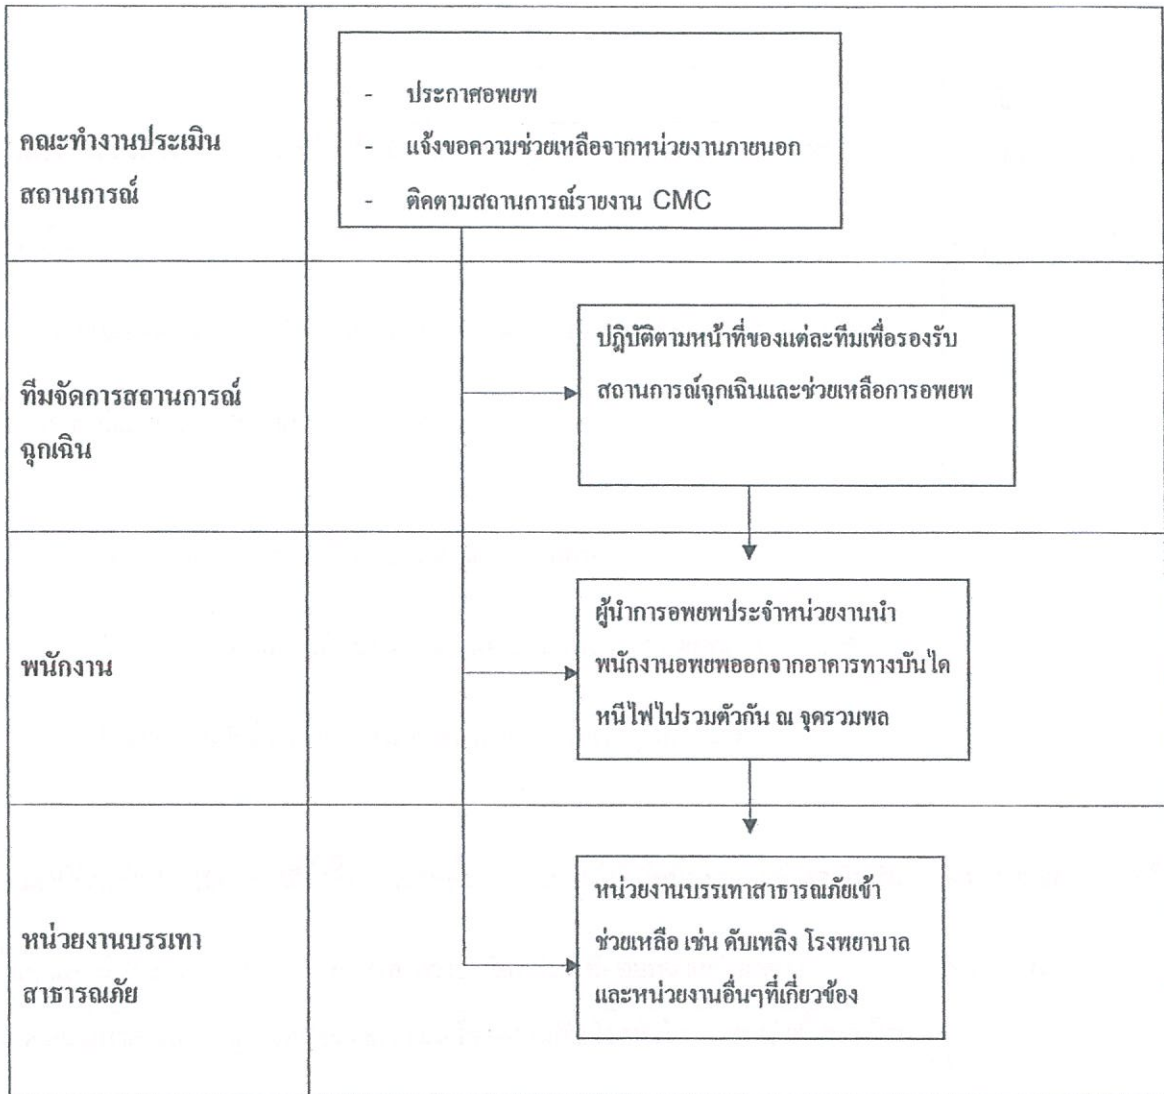 คณะทำงานประเมิน
สถานการณ์
- ประกาศอพยพ
- แจ้งขอความช่วยเหลือจากหน่วยงานภายนอก
- ติดตามสถานการณ์รายงาน CMC
ทีมจัดการสถานการณ์
ฉุกเฉิน
ปฎิบัติตามหน้าที่ของแต่ละทีมเพื่อรองรับ
สถานการณ์ฉุกเฉินและช่วยเหลือการอพยพ
พนักงาน
ผู้นำการอพยพประจำหน่วยงานนำ
พนักงานอพยพออกจากอาคารทางบันได
หนีไฟไปรวมตัวกัน ณ จุดรวมพล
หน่วยงานบรรเทา
สาธารณภัย
หน่วยงานบรรเทาสาธารณภัยเข้า
ช่วยเหลือ เช่น ดับเพลิง โรงพยาบาล
และหน่วยงานอื่นๆที่เกี่ยวข้อง